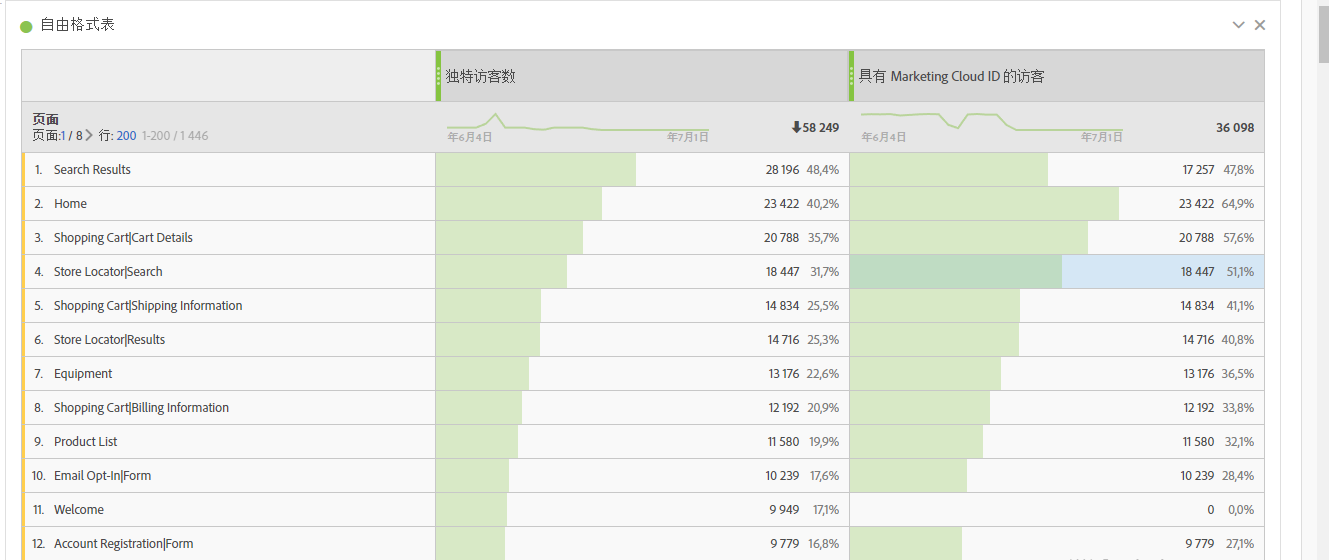 自由格式表
独特访客数 具有 Marketing Cloud ID 的访客
页面
页面:1 / 8 行: 200 1-200 / 1 446
年6月4日 年7月1日 58 249 年6月4日 年7月1日 36 098
1. Search Results 28 196 48,4% 17 257 47,8%
2. Home 23 422 40,2% 23 422 64,9%
3. Shopping Cart|Cart Details 20 788 35,7% 20 788 57,6%
4. Store Locator|Search 18 447 31,7% 18 447 51,1%
5. Shopping Cart|Shipping Information 14 834 25,5% 14 834 41,1%
6. Store Locator|Results 14 716 25,3% 14 716 40,8%
7. Equipment 13 176 22,6% 13 176 36,5%
8. Shopping Cart|Billing Information 12 192 20,9% 12 192 33,8%
9. Product List 11 580 19,9% 11 580 32,1%
10. Email Opt-In|Form 10 239 17,6% 10 239 28,4%
11. Welcome 9 949 17,1% 0 0,0%
12. Account Registration|Form 9 779 16,8% 9 779 27,1%